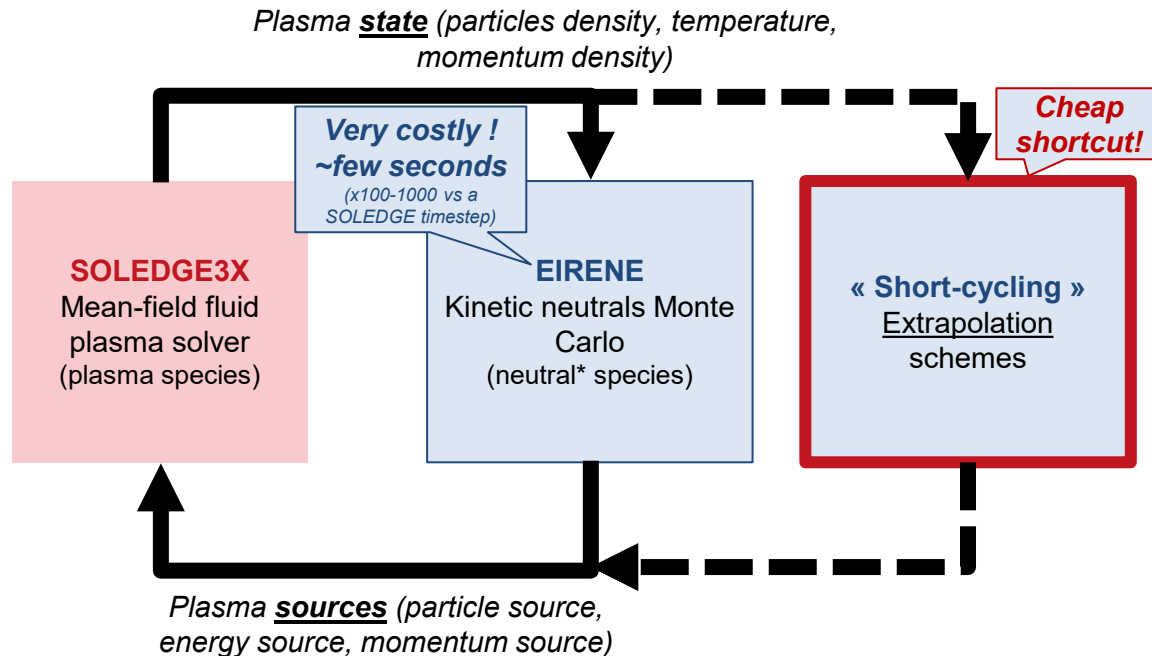 Plasma state (particles density, temperature,
momentum density)
Very costly !
~few seconds
(x100-1000 vs a
SOLEDGE timestep)
Cheap
shortcut!
SOLEDGE3X
Mean-field fluid
plasma solver
(plasma species)
EIRENE
Kinetic neutrals Monte
Carlo
(neutral* species)
« Short-cycling »
Extrapolation
schemes
Plasma sources (particle source,
energy source, momentum source)